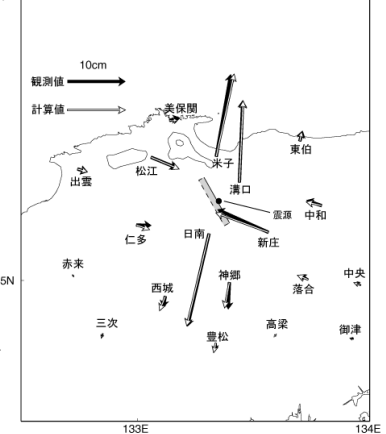 10cm
観測値
計算値
美保関
東伯
米子
松江
出雲
溝口
震源
中和
仁多
日南
新庄
赤来
神郷
中央
5N
西城
落合
三次
高梁
御津
豊松
133E
134E